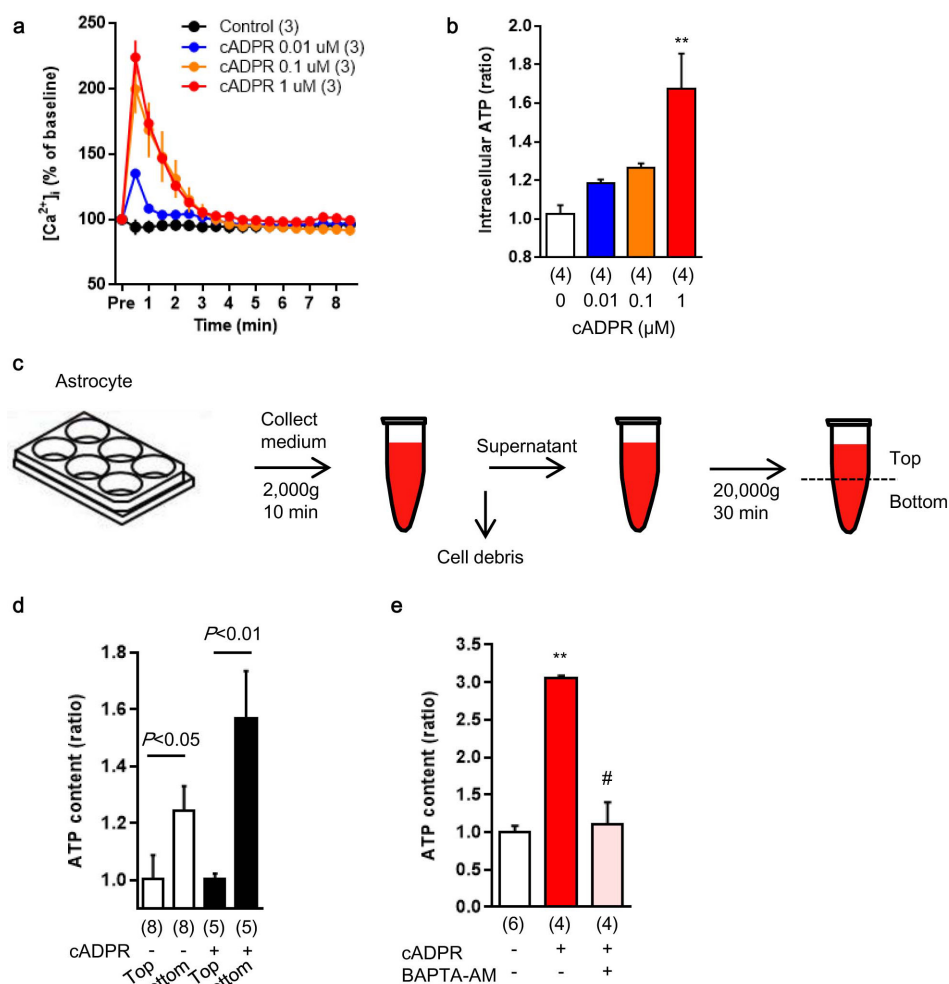 a
Control (3)
cADPR 0.01 uM (3)
cADPR 0.1 uM (3)
cADPR 1 uM (3)
[Ca²⁺]ᵢ (% of baseline)
250
200
150
100
50
Pre 1 2 3 4 5 6 7 8
Time (min)
b
**
Intracellular ATP (ratio)
2.0
1.8
1.6
1.4
1.2
1.0
0.8
(4) (4) (4) (4)
0 0.01 0.1 1
cADPR (μM)
c
Astrocyte
Collect
medium
2,000g
10 min
Supernatant
Cell debris
20,000g
30 min
Top
Bottom
d
P<0.01
P<0.05
ATP content (ratio)
1.8
1.6
1.4
1.2
1.0
(8) (8) (5) (5)
cADPR - - + +
Top ottom Top ottom
e
**
#
ATP content (ratio)
3.5
3.0
2.5
2.0
1.5
1.0
0.5
0.0
(6) (4) (4)
cADPR - + +
BAPTA-AM - - +